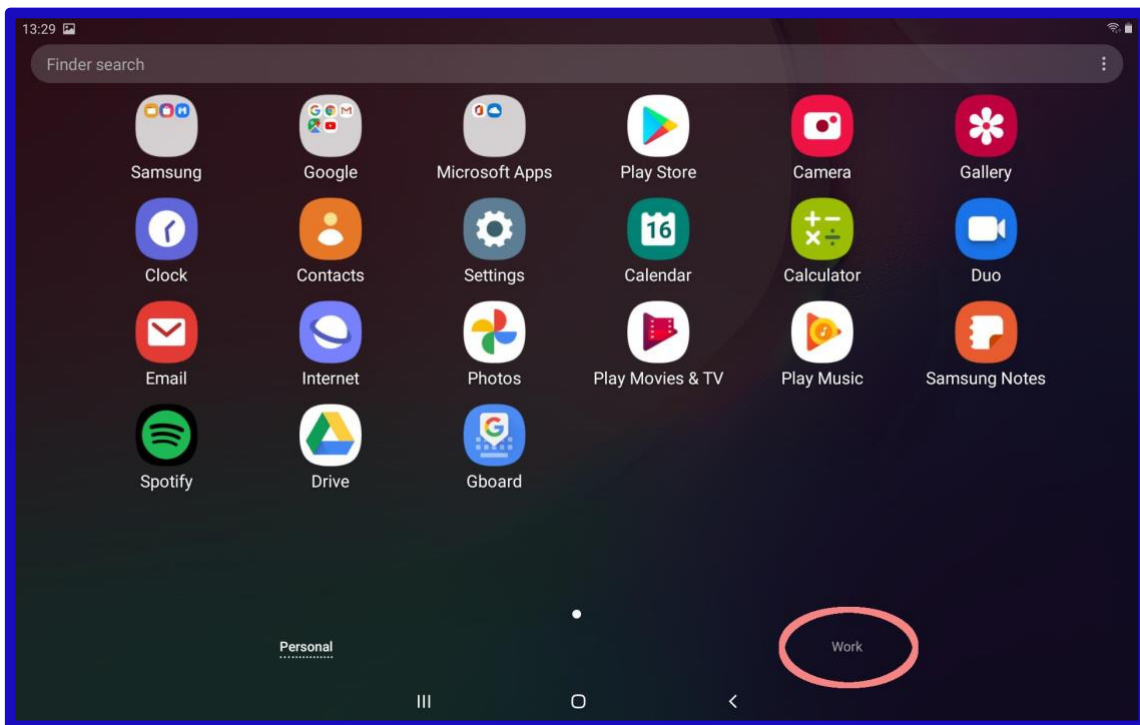 13:29
Finder search
Samsung Google Microsoft Apps Play Store Camera Gallery
16
Clock Contacts Settings Calendar Calculator Duo
Email Internet Photos Play Movies & TV Play Music Samsung Notes
Spotify Drive Gboard
Personal Work